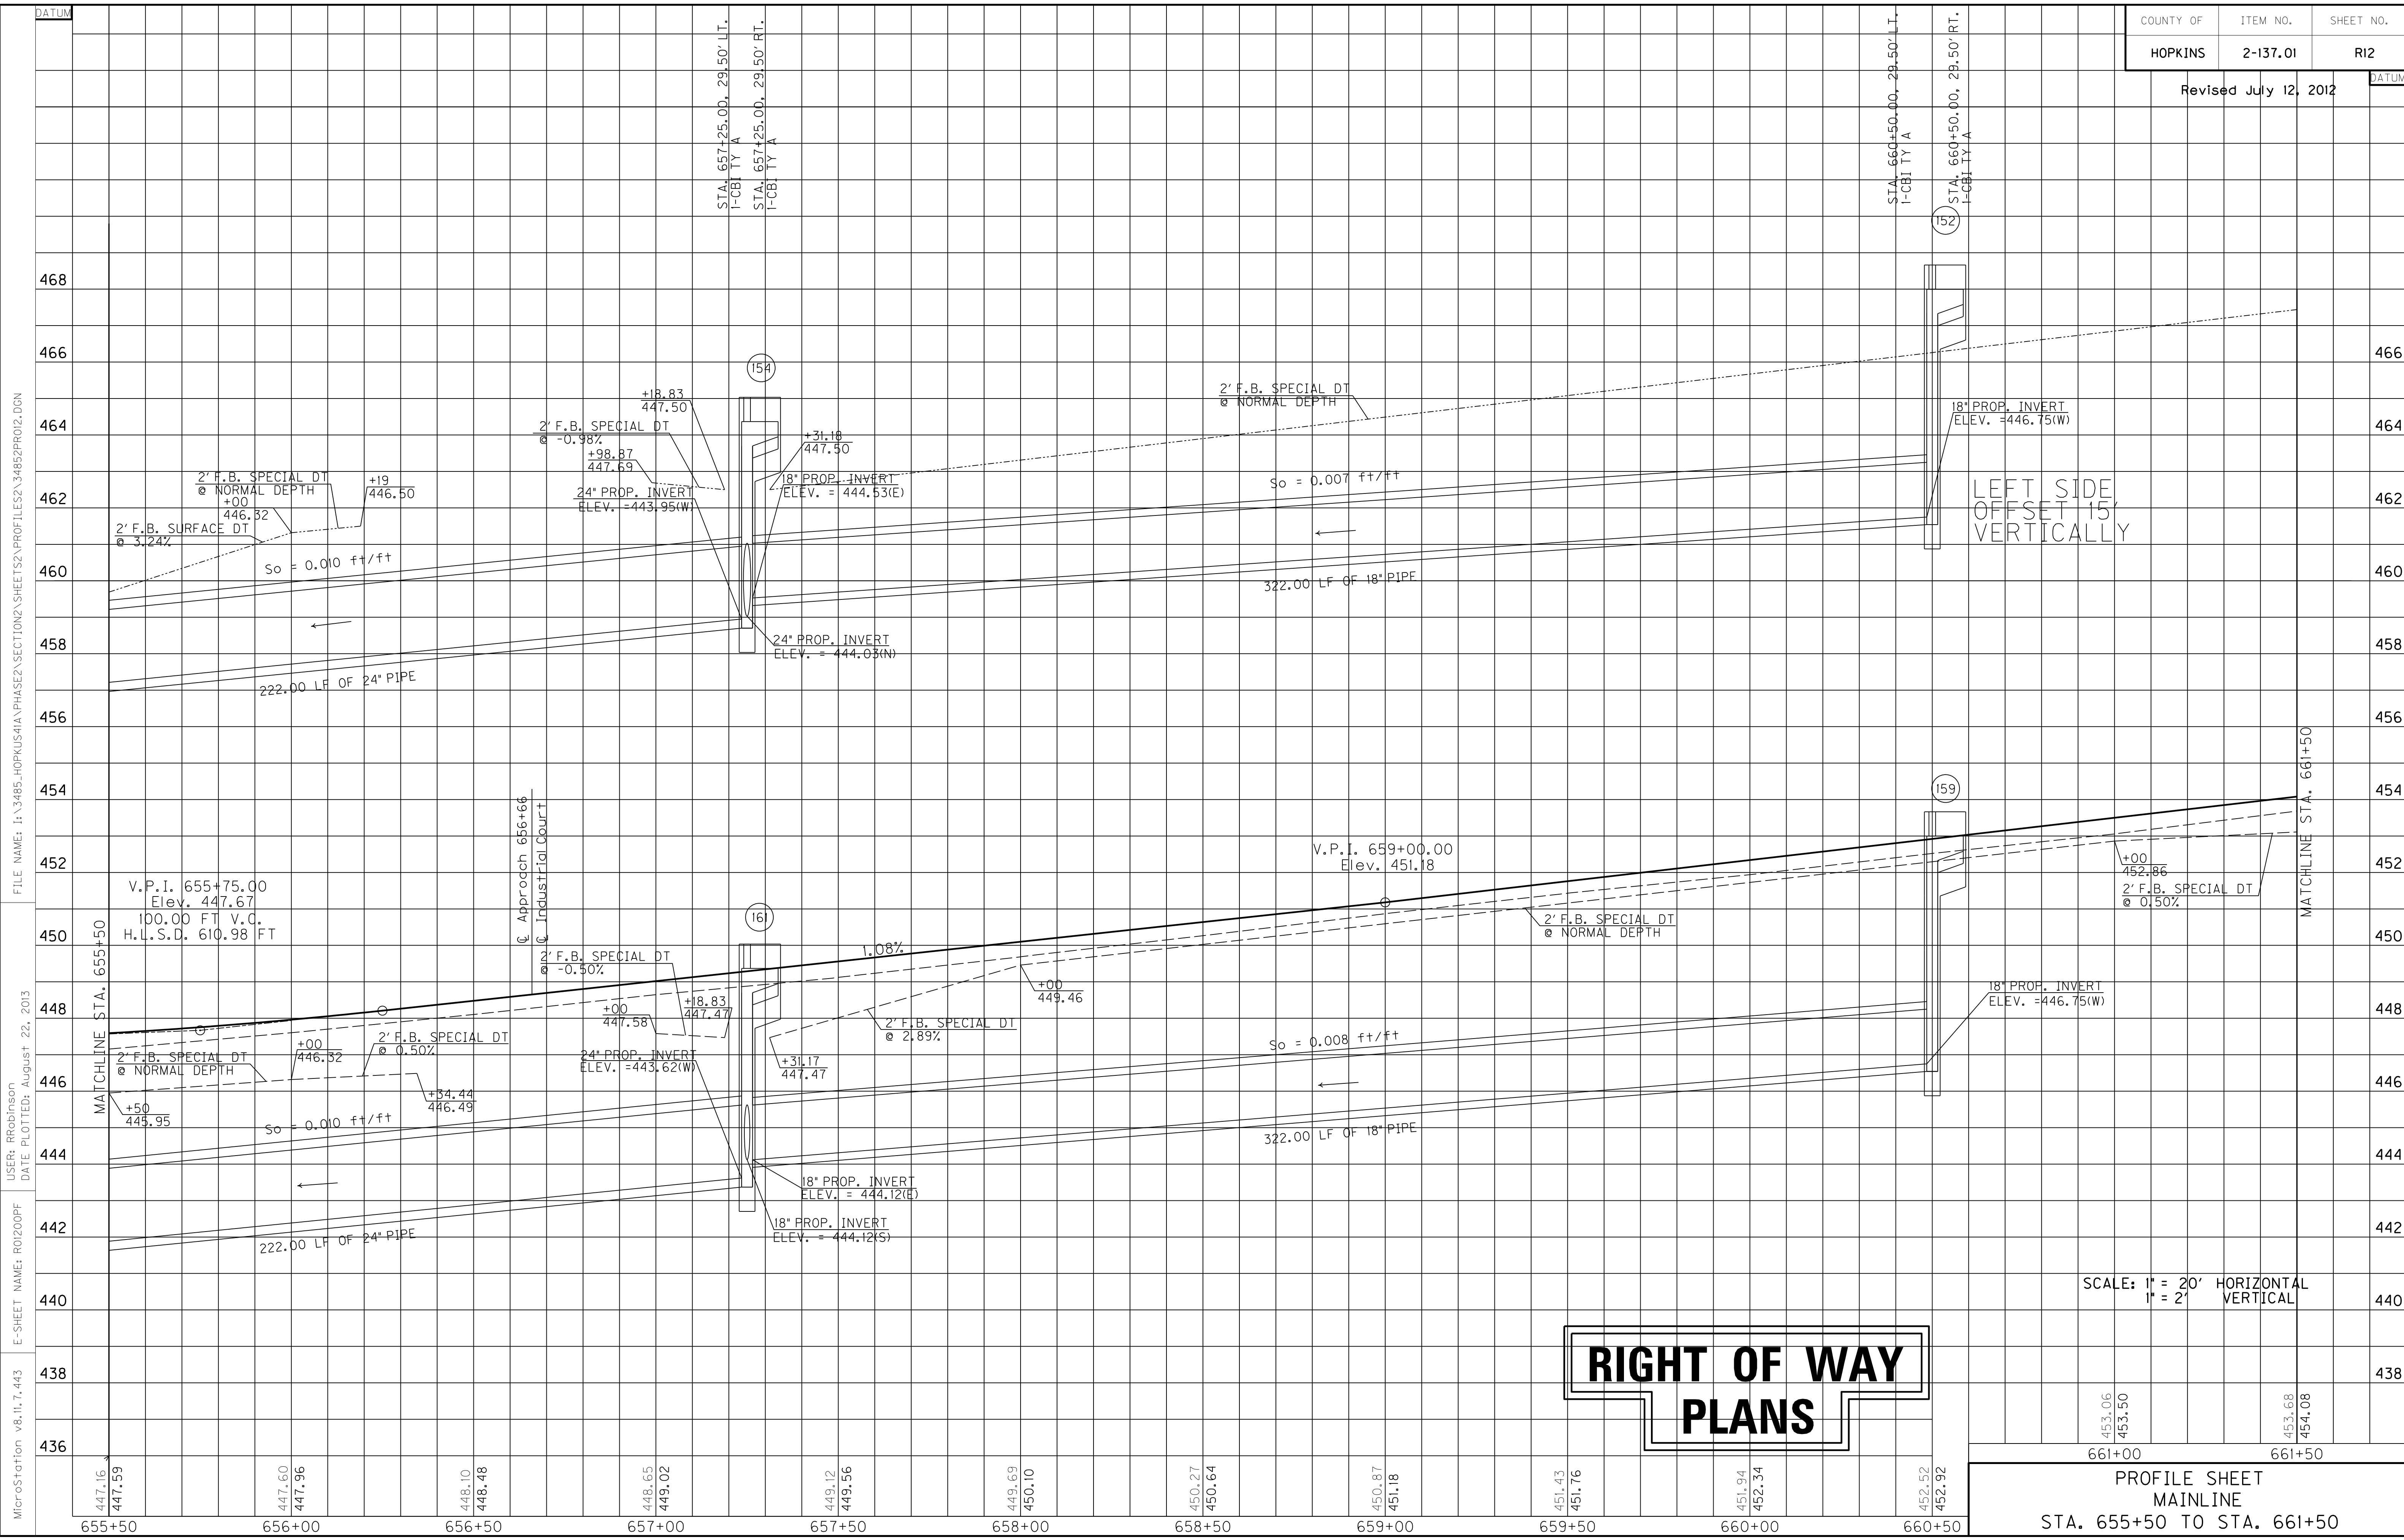 DATUM
COUNTY OF
ITEM NO.
SHEET NO.
HOPKINS
2-137.01
R12
DATUM
Revised July 12, 2012
STA. 657+25.00, 29.50' LT.
1-CBI TY A
STA. 657+25.00, 29.50' RT.
1-CBI TY A
STA. 660+50.00, 29.50' LT.
1-CBI TY A
STA. 660+50.00, 29.50' RT.
1-CBI TY A
152
154
468
466
464
462
460
458
456
454
452
450
448
446
444
442
440
438
436
466
464
462
460
458
456
454
452
450
448
446
444
442
440
438
+18.83
447.50
2' F.B. SPECIAL DT
@ -0.98%
+98.87
447.69
24" PROP. INVERT
ELEV. =443.95(W)
+31.18
447.50
18" PROP. INVERT
ELEV. = 444.53(E)
2' F.B. SPECIAL DT
@ NORMAL DEPTH
18" PROP. INVERT
ELEV. =446.75(W)
2' F.B. SPECIAL DT
@ NORMAL DEPTH
+00
446.32
+19
446.50
2' F.B. SURFACE DT
@ 3.24%
So = 0.010 ft/ft
So = 0.007 ft/ft
LEFT SIDE
OFFSET 15'
VERTICALLY
322.00 LF OF 18" PIPE
24" PROP. INVERT
ELEV. = 444.03(N)
222.00 LF OF 24" PIPE
MATCHLINE STA. 661+50
159
161
V.P.I. 659+00.00
Elev. 451.18
V.P.I. 655+75.00
Elev. 447.67
100.00 FT V.C.
H.L.S.D. 610.98 FT
MATCHLINE STA. 655+50
℄ Approach 656+66
℄ Industrial Court
1.08%
2' F.B. SPECIAL DT
@ -0.50%
+00
447.58
+18.83
447.47
+00
449.46
2' F.B. SPECIAL DT
@ 2.89%
2' F.B. SPECIAL DT
@ NORMAL DEPTH
+00
452.86
2' F.B. SPECIAL DT
@ 0.50%
18" PROP. INVERT
ELEV. =446.75(W)
2' F.B. SPECIAL DT
@ NORMAL DEPTH
+00
446.32
2' F.B. SPECIAL DT
@ 0.50%
24" PROP. INVERT
ELEV. =443.62(W)
+31.17
447.47
+34.44
446.49
+50
445.95
So = 0.010 ft/ft
So = 0.008 ft/ft
322.00 LF OF 18" PIPE
18" PROP. INVERT
ELEV. = 444.12(E)
18" PROP. INVERT
ELEV. = 444.12(S)
222.00 LF OF 24" PIPE
SCALE: 1" = 20' HORIZONTAL
1" = 2' VERTICAL
RIGHT OF WAY
PLANS
447.16
447.59
447.60
447.96
448.10
448.48
448.65
449.02
449.12
449.56
449.69
450.10
450.27
450.64
450.87
451.18
451.43
451.76
451.94
452.34
452.52
452.92
453.06
453.50
453.68
454.08
655+50
656+00
656+50
657+00
657+50
658+00
658+50
659+00
659+50
660+00
660+50
661+00
661+50
PROFILE SHEET
MAINLINE
STA. 655+50 TO STA. 661+50
FILE NAME: I:\3485_HOPKUS41A\PHASE2\SECTION2\SHEETS2\PROFILES2\34852PR012.DGN
USER: RRobinson
DATE PLOTTED: August 22, 2013
E-SHEET NAME: R01200PF
MicroStation v8.11.7.443